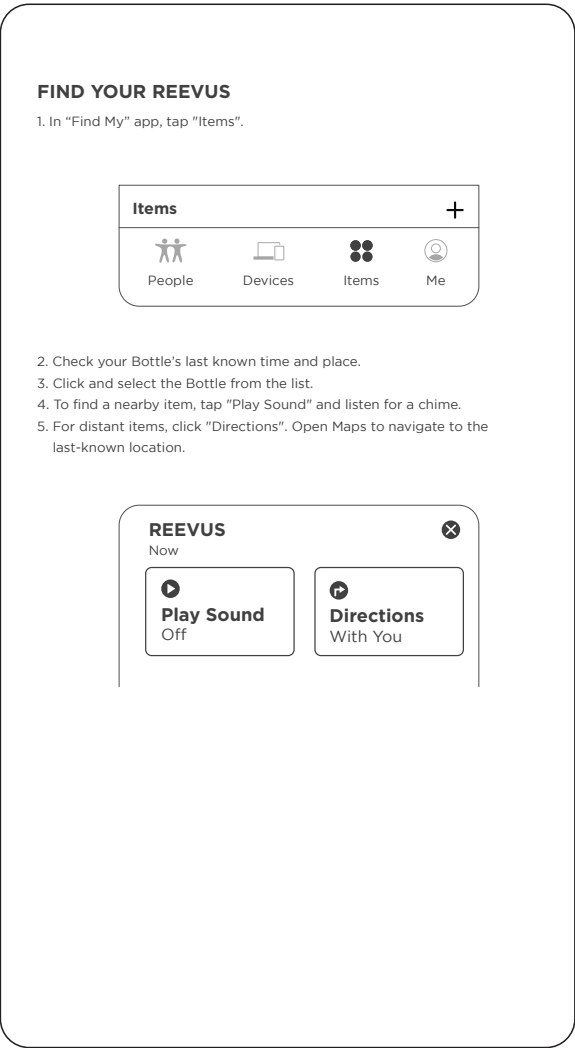 FIND YOUR REEVUS
1. In “Find My” app, tap "Items".
Items
People Devices Items Me
2. Check your Bottle’s last known time and place.
3. Click and select the Bottle from the list.
4. To find a nearby item, tap "Play Sound" and listen for a chime.
5. For distant items, click "Directions". Open Maps to navigate to the
last-known location.
REEVUS
Now
Play Sound
Off
Directions
With You